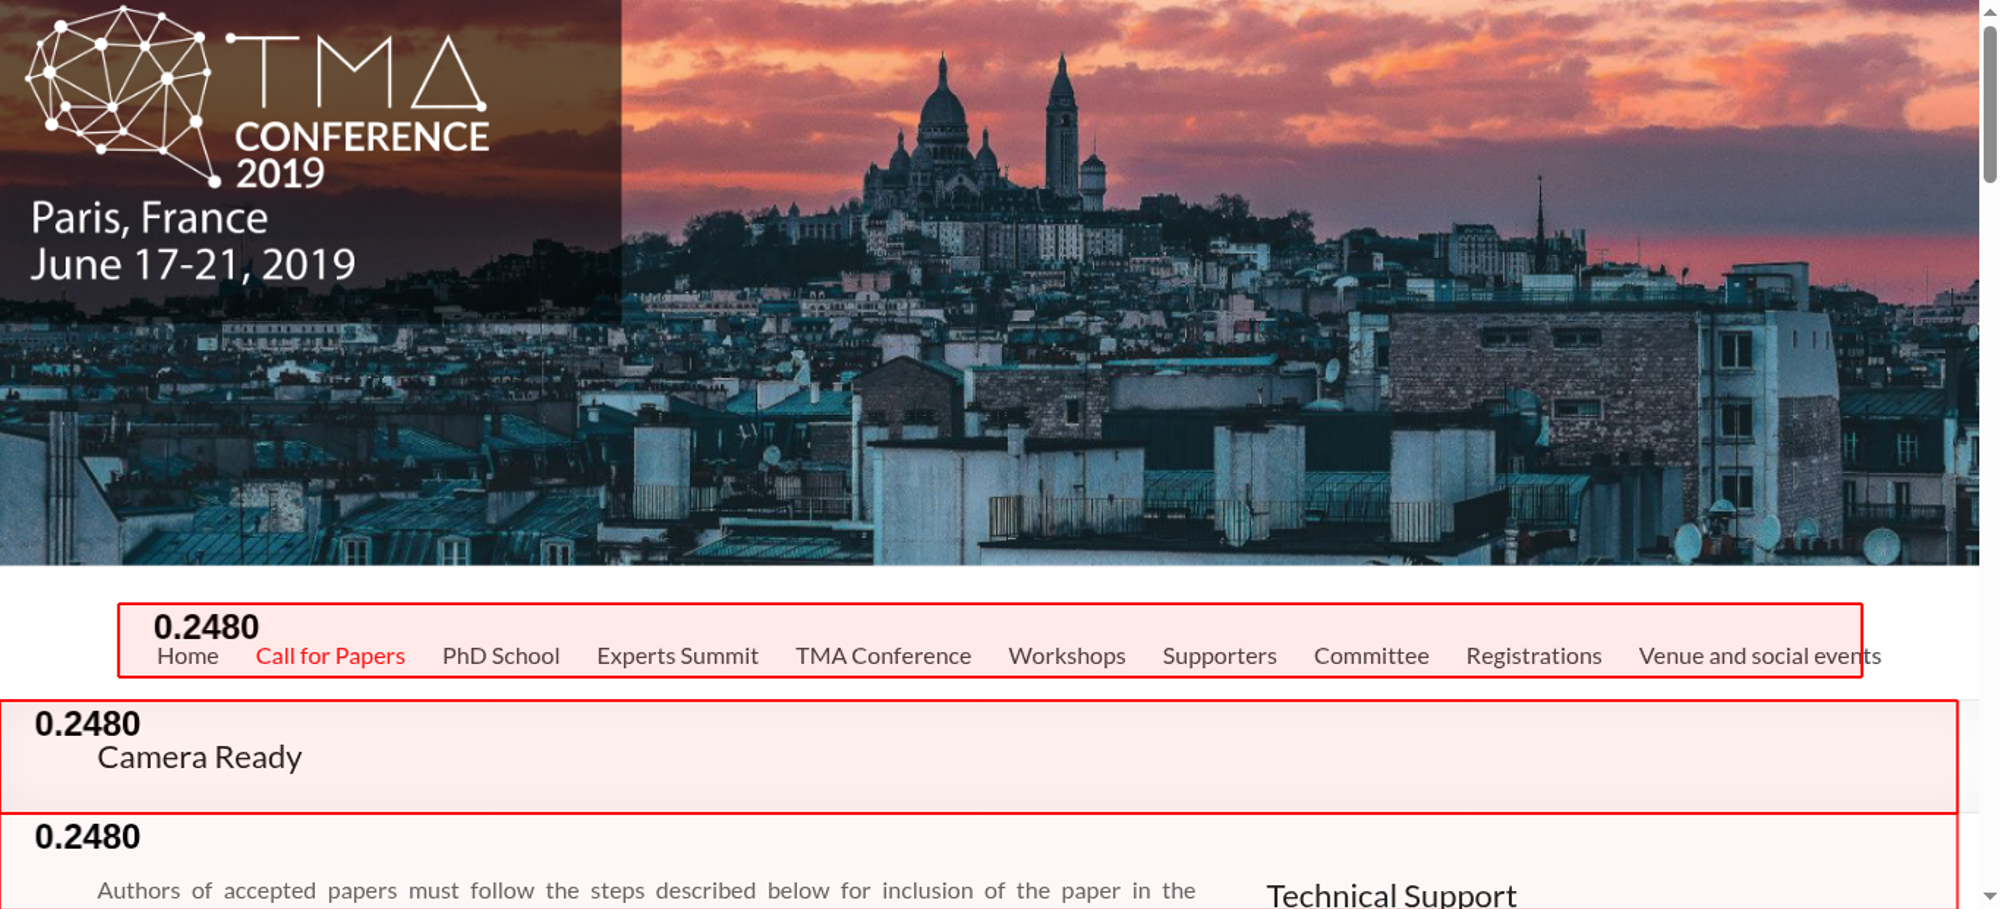 TMA
CONFERENCE
2019
Paris, France
June 17-21, 2019
0.2480
Home Call for Papers PhD School Experts Summit TMA Conference Workshops Supporters Committee Registrations Venue and social events
0.2480
Camera Ready
0.2480
Authors of accepted papers must follow the steps described below for inclusion of the paper in the
Technical Support